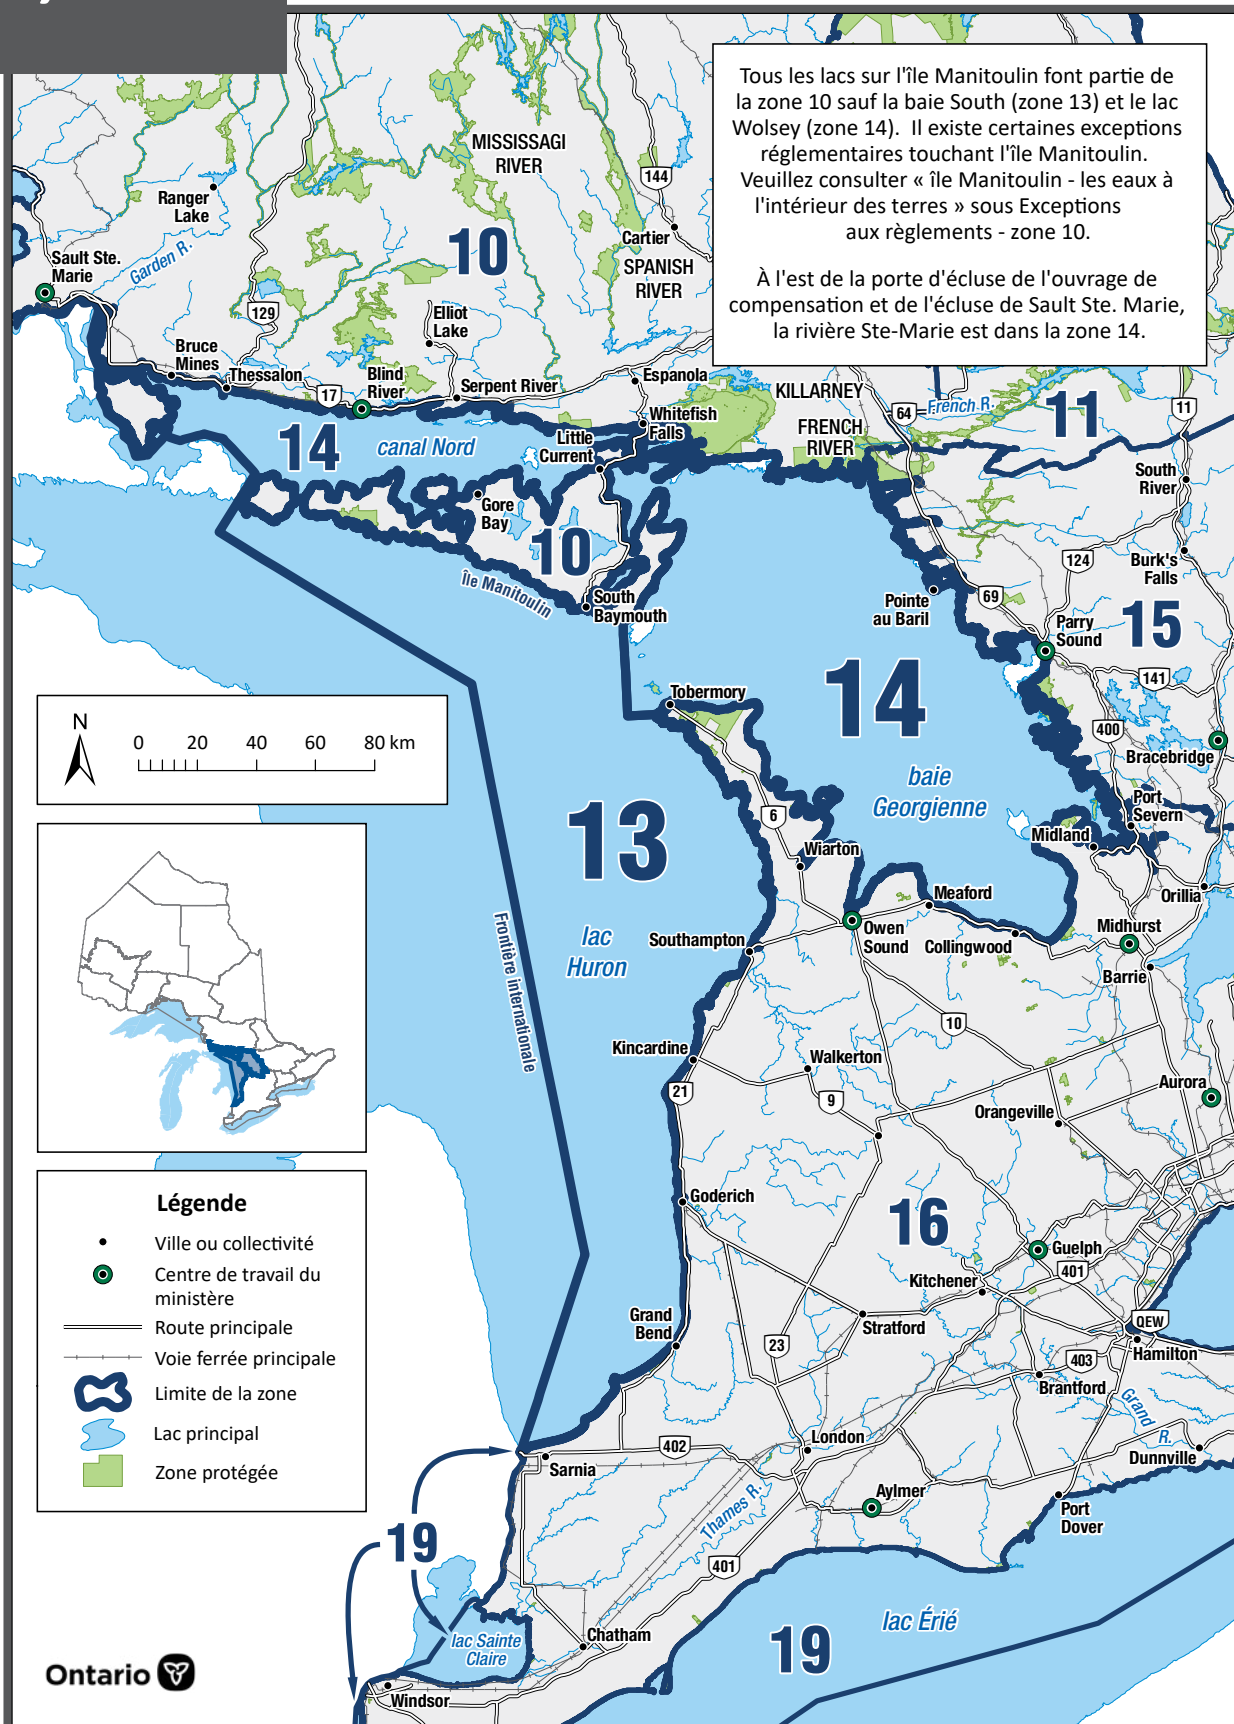 Tous les lacs sur l'île Manitoulin font partie de
la zone 10 sauf la baie South (zone 13) et le lac
Wolsey (zone 14). Il existe certaines exceptions
réglementaires touchant l'île Manitoulin.
Veuillez consulter « île Manitoulin - les eaux à
l'intérieur des terres » sous Exceptions
aux règlements - zone 10.
À l'est de la porte d'écluse de l'ouvrage de
compensation et de l'écluse de Sault Ste. Marie,
la rivière Ste-Marie est dans la zone 14.
MISSISSAGI
RIVER
144
Ranger
Lake
Cartier
10
Garden R.
Sault Ste.
Marie
SPANISH
RIVER
129
Elliot
Lake
Bruce
Mines
Thessalon
Blind
River
17
Serpent River
Espanola
KILLARNEY
64
French R.
11
11
Whitefish
Falls
FRENCH
RIVER
14
canal Nord
Little
Current
South
River
Gore
Bay
10
124
Burk's
Falls
Île Manitoulin
South
Baymouth
Pointe
au Baril
69
Parry
Sound
15
141
14
Tobermory
400
Bracebridge
N
0 20 40 60 80 km
baie
Georgienne
13
6
Port
Severn
Midland
Wiarton
Meaford
Orillia
Frontière internationale
lac
Huron
Southampton
Owen
Sound
Collingwood
Midhurst
Barrie
10
Kincardine
Walkerton
21
9
Aurora
Orangeville
Goderich
16
Guelph
401
Kitchener
Légende
Ville ou collectivité
Centre de travail du
ministère
Route principale
Voie ferrée principale
Limite de la zone
Lac principal
Zone protégée
Grand
Bend
Stratford
23
QEW
Hamilton
403
Brantford
Grand
R.
402
London
Dunnville
Sarnia
Aylmer
Thames R.
Port
Dover
19
401
lac Érié
lac Sainte
Claire
Chatham
19
Windsor
Ontario